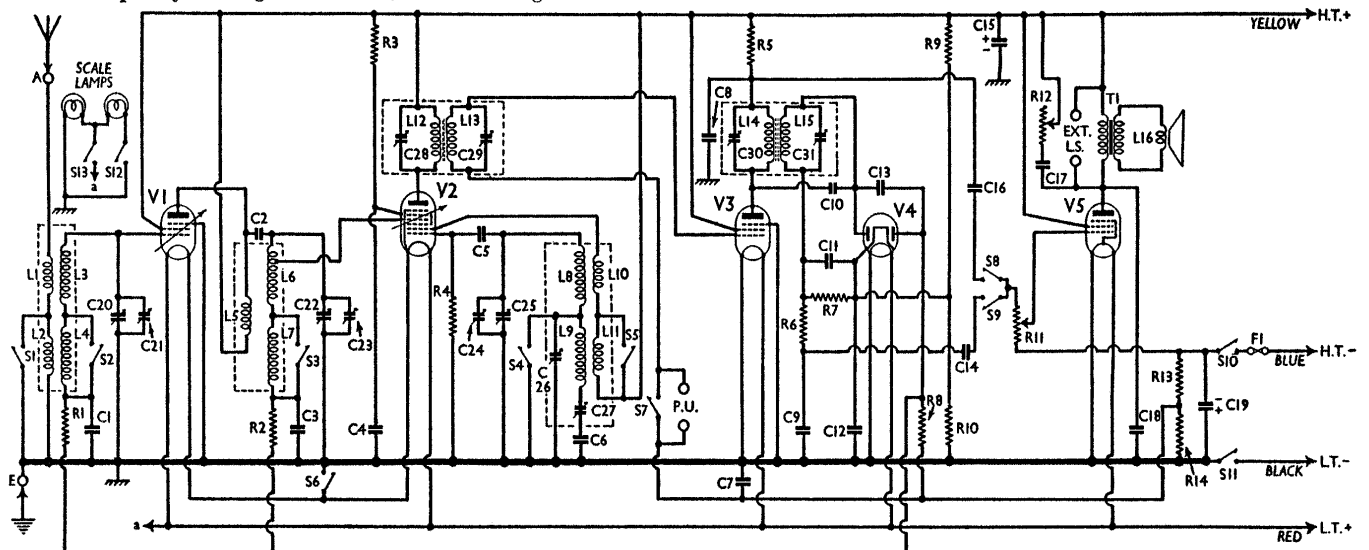 H.T.+
YELLOW
A
SCALE
LAMPS
S13
S12
a
R3
R5
R9
C15
+
-
R12
T1
EXT.
L.S.
L16
C17
C8
L12
L13
C28
C29
L14
L15
C30
C31
V1
V2
V3
V4
V5
C2
C5
C10
C13
C11
C16
L1
L3
L2
L4
L5
L6
L7
L8
L10
L9
L11
C20
C21
C22
C23
C24
C25
C
26
C27
S1
S2
S3
S4
S5
S7
S8
S9
R4
R6
R7
R11
R13
C14
S10
F1
BLUE
H.T.-
R1
C1
R2
C3
C4
C6
P.U.
C9
C12
R8
R10
C18
-
+
C19
E
S6
C7
R14
S11
BLACK
L.T.-
a
RED
L.T.+